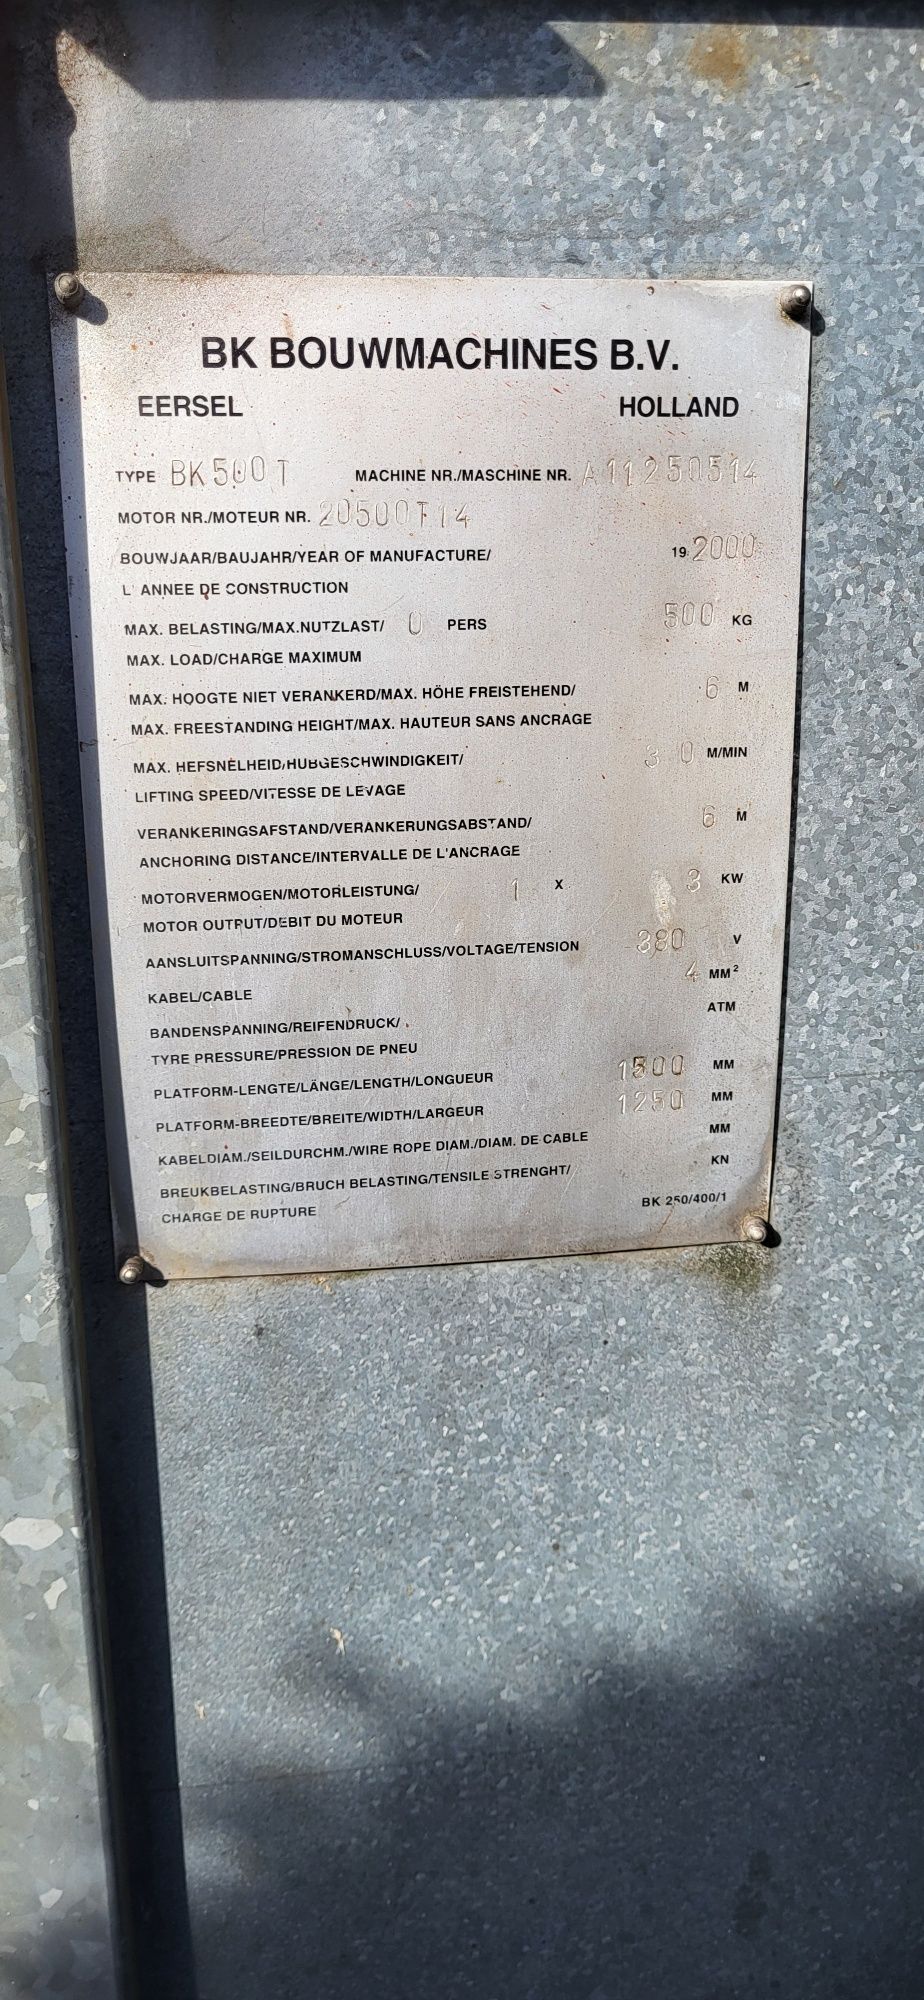 BK BOUWMACHINES B.V.
EERSEL HOLLAND
TYPE BK500T MACHINE NR./MASCHINE NR. A11250514
MOTOR NR./MOTEUR NR. 20500T14
BOUWJAAR/BAUJAHR/YEAR OF MANUFACTURE/ 19 2000
L' ANNEE DE CONSTRUCTION
MAX. BELASTING/MAX.NUTZLAST/ 0 PERS 500 KG
MAX. LOAD/CHARGE MAXIMUM
MAX. HOOGTE NIET VERANKERD/MAX. HÖHE FREISTEHEND/ 6 M
MAX. FREESTANDING HEIGHT/MAX. HAUTEUR SANS ANCRAGE
MAX. HEFSNELHEID/HUBGESCHWINDIGKEIT/ 30 M/MIN
LIFTING SPEED/VITESSE DE LEVAGE
VERANKERINGSAFSTAND/VERANKERUNGSABSTAND/ 6 M
ANCHORING DISTANCE/INTERVALLE DE L'ANCRAGE
MOTORVERMOGEN/MOTORLEISTUNG/ 1 X 3 KW
MOTOR OUTPUT/DEBIT DU MOTEUR
AANSLUITSPANNING/STROMANSCHLUSS/VOLTAGE/TENSION 380 V
KABEL/CABLE 4 MM²
BANDENSPANNING/REIFENDRUCK/ ATM
TYRE PRESSURE/PRESSION DE PNEU
PLATFORM-LENGTE/LÄNGE/LENGTH/LONGUEUR 1500 MM
PLATFORM-BREEDTE/BREITE/WIDTH/LARGEUR 1250 MM
KABELDIAM./SEILDURCHM./WIRE ROPE DIAM./DIAM. DE CABLE MM
BREUKBELASTING/BRUCH BELASTING/TENSILE STRENGHT/ KN
CHARGE DE RUPTURE BK 250/400/1